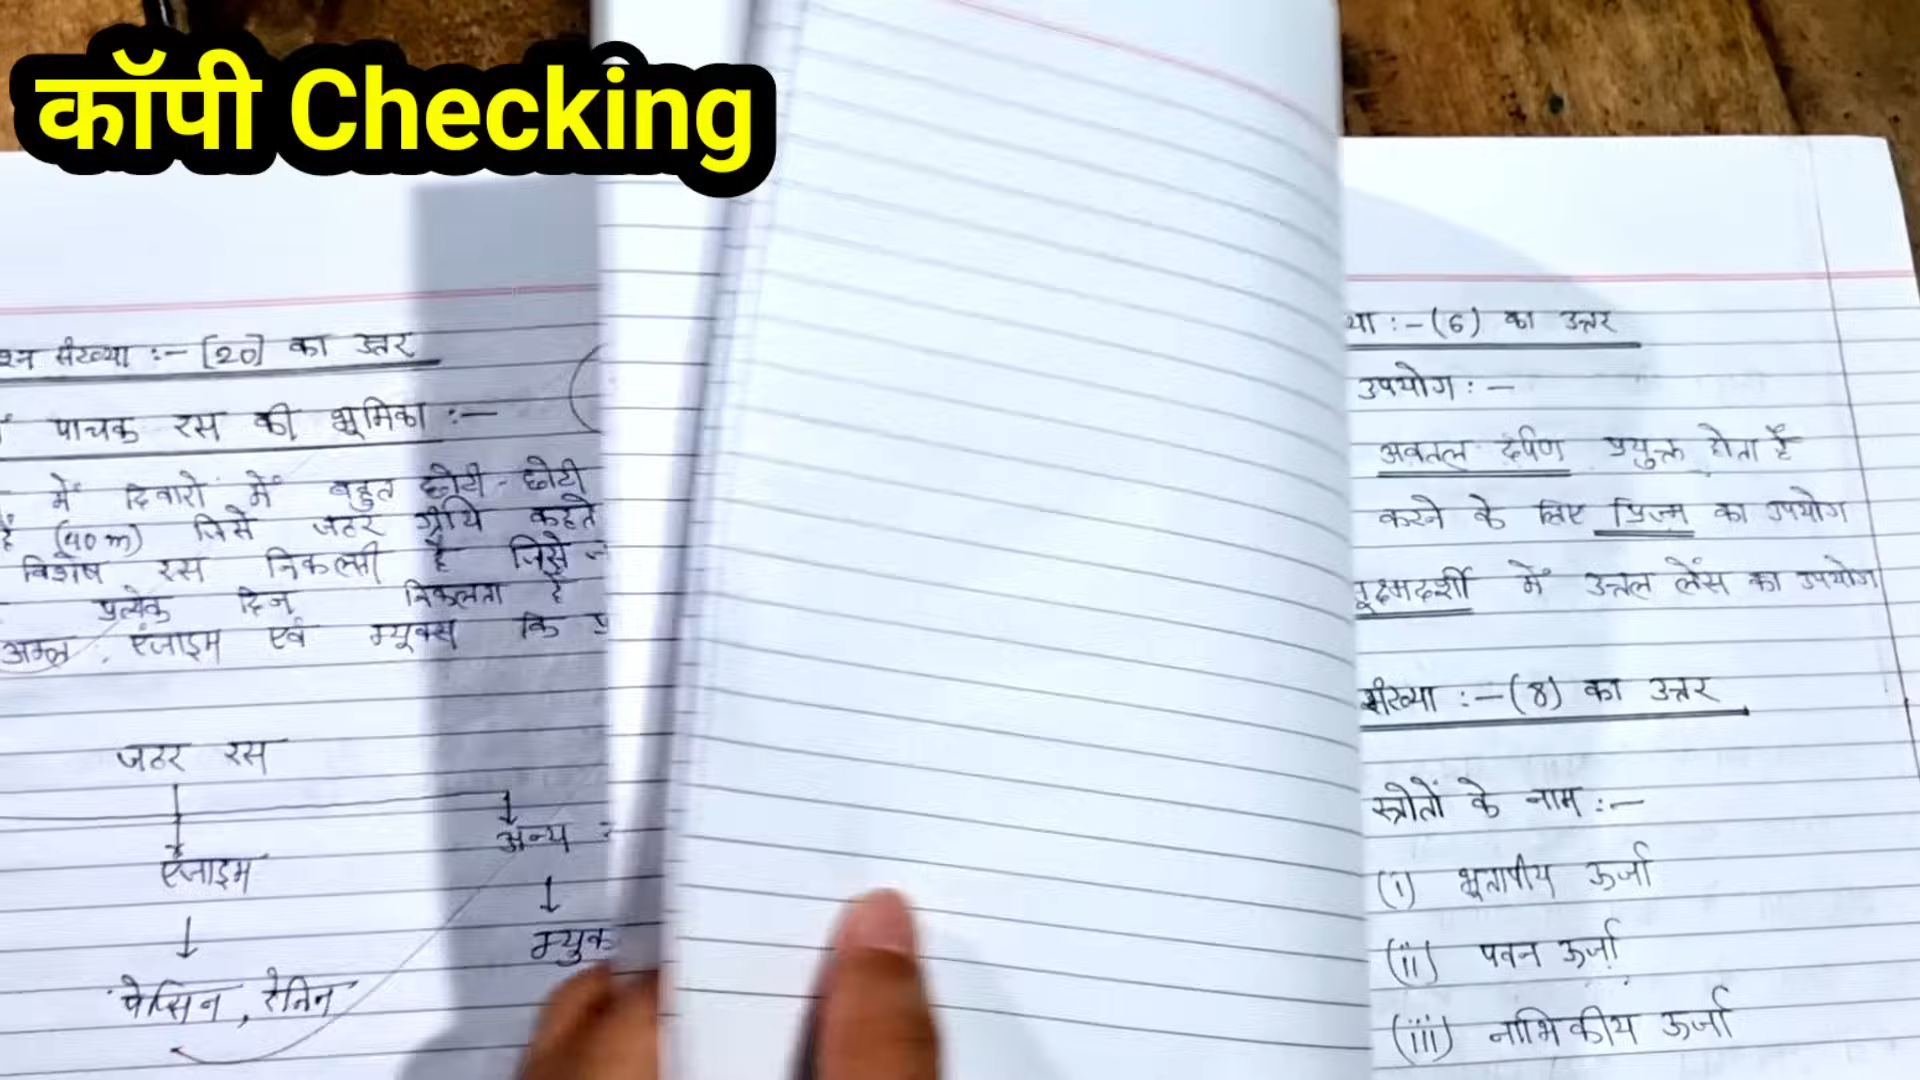 कॉपी Checking
संख्या :- [20] का उत्तर
पाचक रस की भूमिका :-
में दिवारो में बहुत छोटी - छोटी
है (40 m) जिसे जठर ग्रंथि कहते
विशेष रस निकलती है जिसे
प्रत्येक दिन निकलता है
अम्ल, एंजाइम एवं म्यूकस कि
जठर रस
एंजाइम
अन्य
म्युक
पेप्सिन, रेनिन
या :- (6) का उत्तर
उपयोग :-
अवतल दर्पण प्रयुक्त होता है
करने के लिए प्रिज्म का उपयोग
सूक्ष्मदर्शी में उत्तल लेंस का उपयोग
संख्या :- (8) का उत्तर
स्त्रोतों के नाम :-
(i) भूतापीय ऊर्जा
(ii) पवन ऊर्जा
(iii) नाभिकीय ऊर्जा